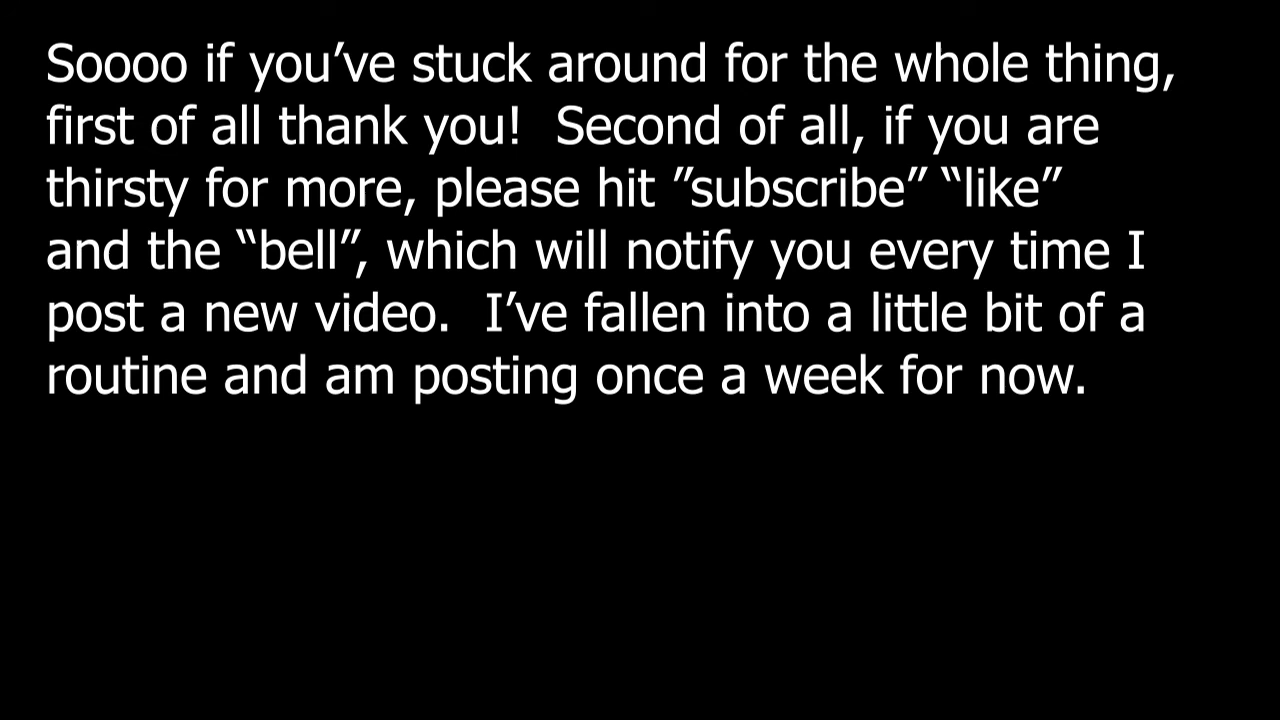 Soooo if you’ve stuck around for the whole thing,
first of all thank you!  Second of all, if you are
thirsty for more, please hit ”subscribe” “like”
and the “bell”, which will notify you every time I
post a new video.  I’ve fallen into a little bit of a
routine and am posting once a week for now.